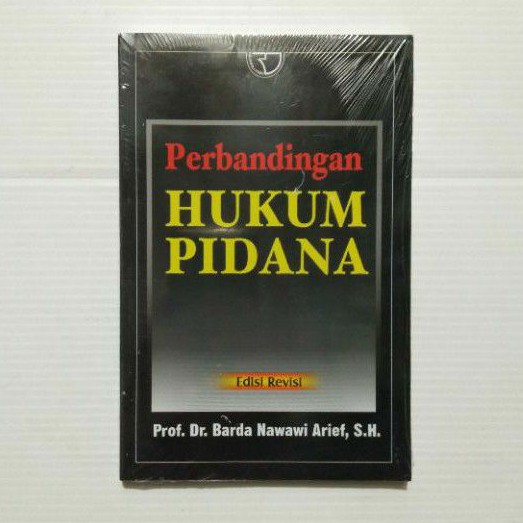 Perbandingan
HUKUM
PIDANA
Edisi Revisi
Prof. Dr. Barda Nawawi Arief, S.H.